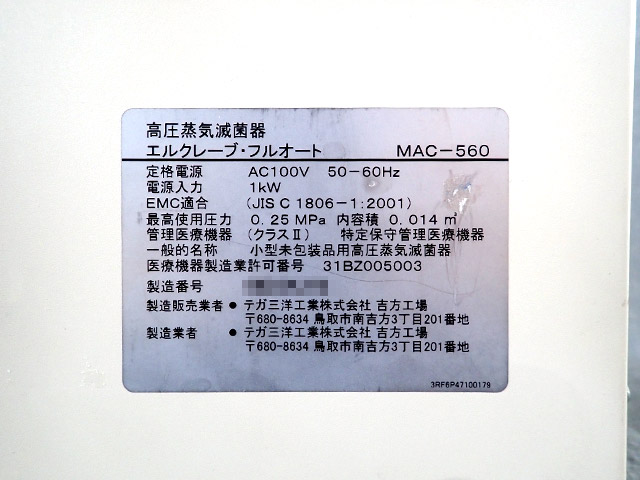 高圧蒸気滅菌器
エルクレーブ・フルオート MAC-560
定格電源 AC100V 50-60Hz
電源入力 1kW
EMC適合 (JIS C 1806-1:2001)
最高使用圧力 0.25 MPa 内容積 0.014 ㎥
管理医療機器 (クラスⅡ) 特定保守管理医療機器
一般的名称 小型未包装品用高圧蒸気滅菌器
医療機器製造業許可番号 31BZ005003
製造番号
製造販売業者 ● テガ三洋工業株式会社 吉方工場
〒680-8634 鳥取市南吉方3丁目201番地
製造業者 ● テガ三洋工業株式会社 吉方工場
〒680-8634 鳥取市南吉方3丁目201番地
3RF6P47100179